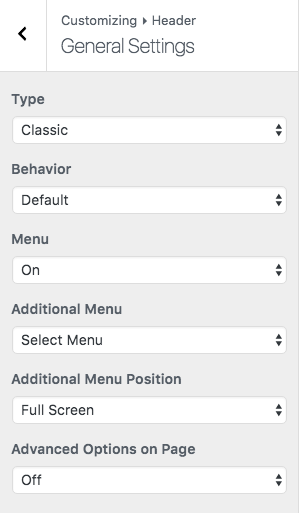 Customizing ▸ Header
General Settings
Type
Classic
Behavior
Default
Menu
On
Additional Menu
Select Menu
Additional Menu Position
Full Screen
Advanced Options on Page
Off